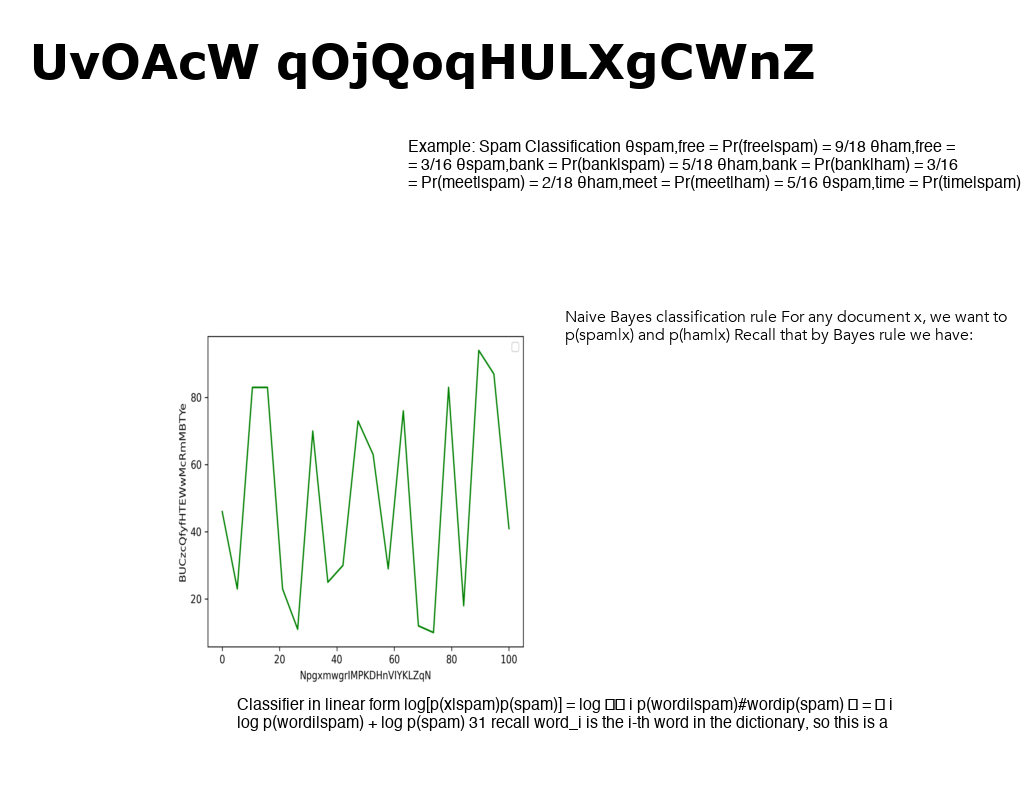 UvOAcW qOjQoqHULXgCWnZ
Example: Spam Classification θspam,free = Pr(free|spam) = 9/18 θham,free =
= 3/16 θspam,bank = Pr(bank|spam) = 5/18 θham,bank = Pr(bank|ham) = 3/16
= Pr(meet|spam) = 2/18 θham,meet = Pr(meet|ham) = 5/16 θspam,time = Pr(time|spam)
Naive Bayes classification rule For any document x, we want to
p(spam|x) and p(ham|x) Recall that by Bayes rule we have:
BUCzcQfyfHTEWwMcRmMBTYe
80
60
40
20
0 20 40 60 80 100
NpgxmwgrIMPKDHnVIYKLZqN
Classifier in linear form log[p(x|spam)p(spam)] = log □□ i p(wordi|spam)#wordip(spam) □ = □ i
log p(wordi|spam) + log p(spam) 31 recall word_i is the i-th word in the dictionary, so this is a